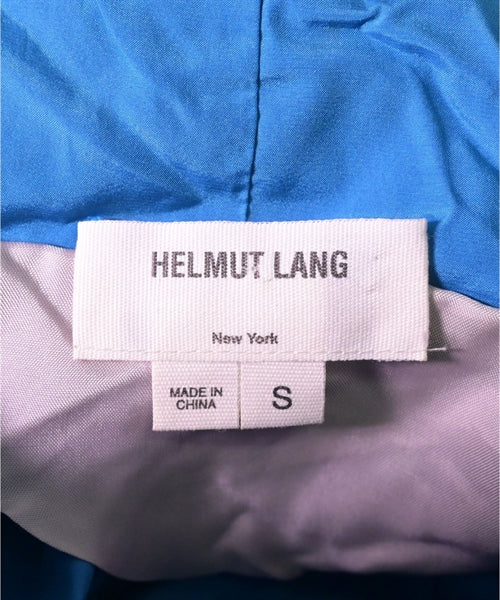 HELMUT LANG
New York
MADE IN
CHINA
S